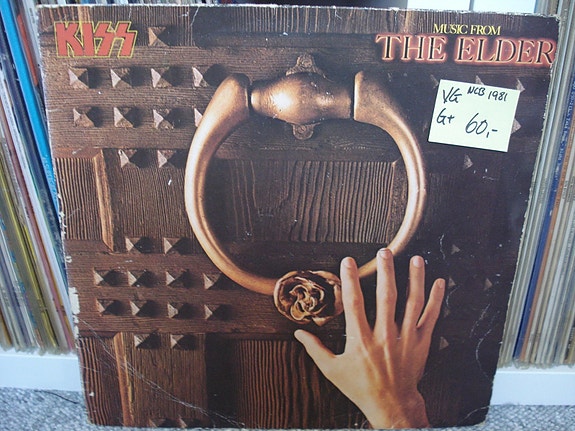 KISS
MUSIC FROM
THE ELDER
VG NCB 1981
G+ 60,-